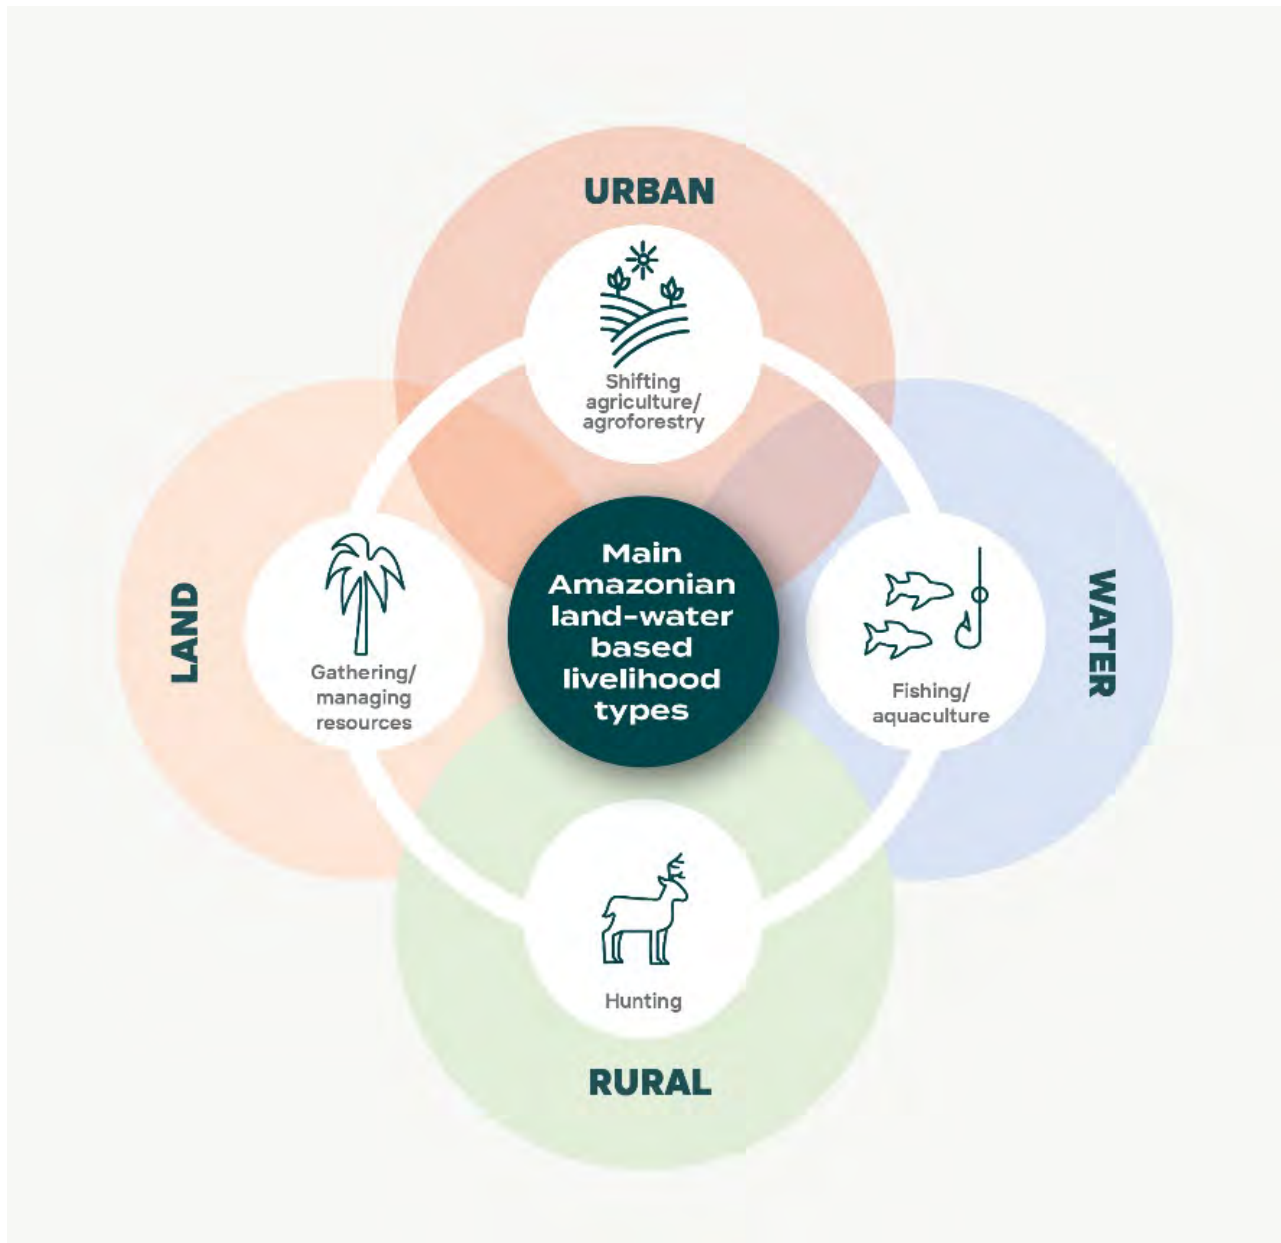 URBAN
Shifting
agriculture/
agroforestry
LAND
Gathering/
managing
resources
Main
Amazonian
land-water
based
livelihood
types
Fishing/
aquaculture
WATER
Hunting
RURAL